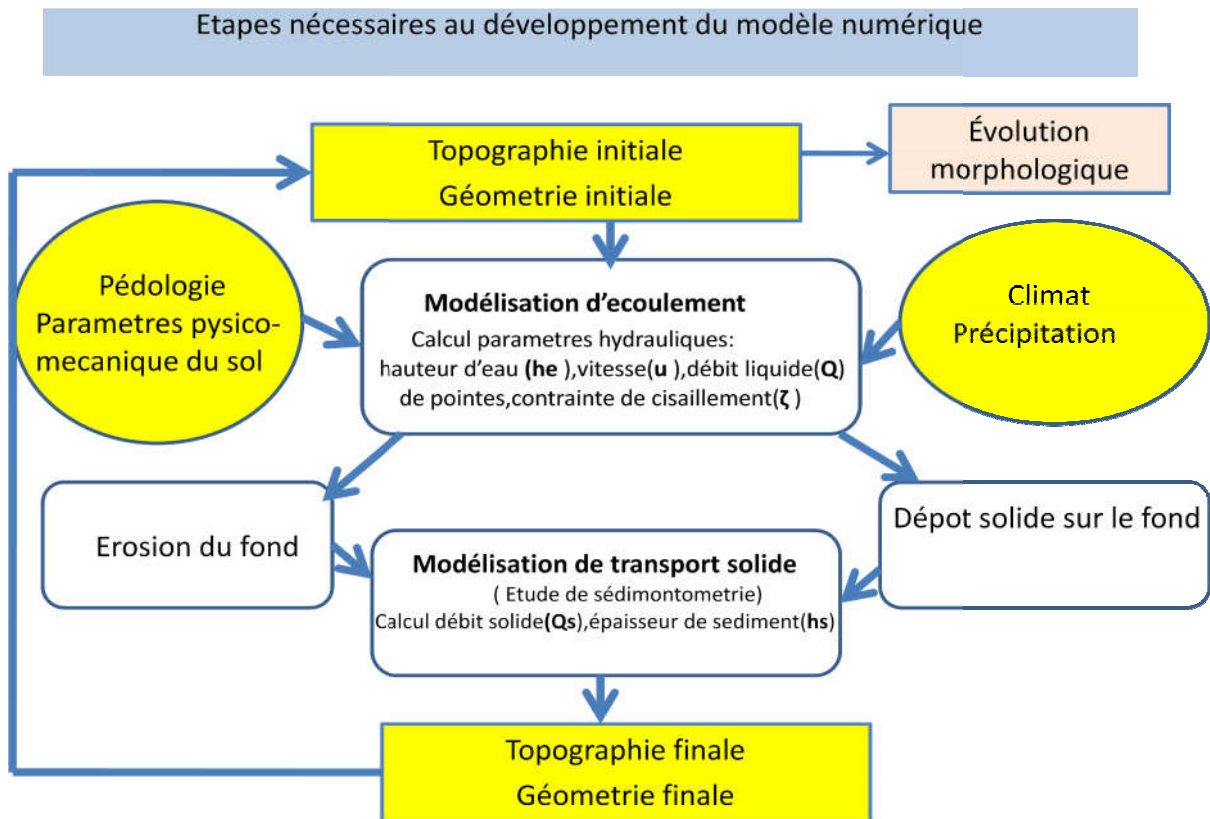 Etapes nécessaires au développement du modèle numérique
Topographie initiale
Géometrie initiale
Évolution
morphologique
Pédologie
Parametres pysico-
mecanique du sol
Modélisation d'ecoulement
Calcul parametres hydrauliques:
hauteur d'eau (he ),vitesse(u ),débit liquide(Q)
de pointes,contrainte de cisaillement(ζ )
Climat
Précipitation
Erosion du fond
Dépot solide sur le fond
Modélisation de transport solide
( Etude de sédimontometrie)
Calcul débit solide(Qs),épaisseur de sediment(hs)
Topographie finale
Géometrie finale